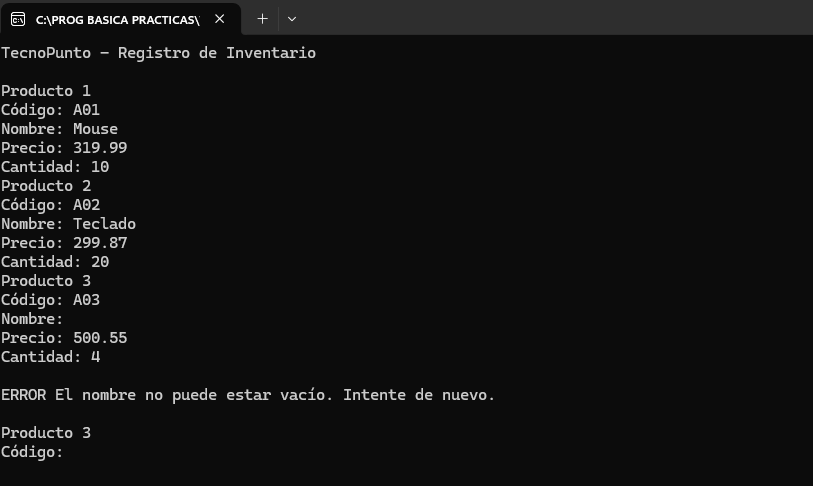 C:\PROG BASICA PRACTICAS\
TecnoPunto - Registro de Inventario
Producto 1
Código: A01
Nombre: Mouse
Precio: 319.99
Cantidad: 10
Producto 2
Código: A02
Nombre: Teclado
Precio: 299.87
Cantidad: 20
Producto 3
Código: A03
Nombre:
Precio: 500.55
Cantidad: 4
ERROR El nombre no puede estar vacío. Intente de nuevo.
Producto 3
Código: